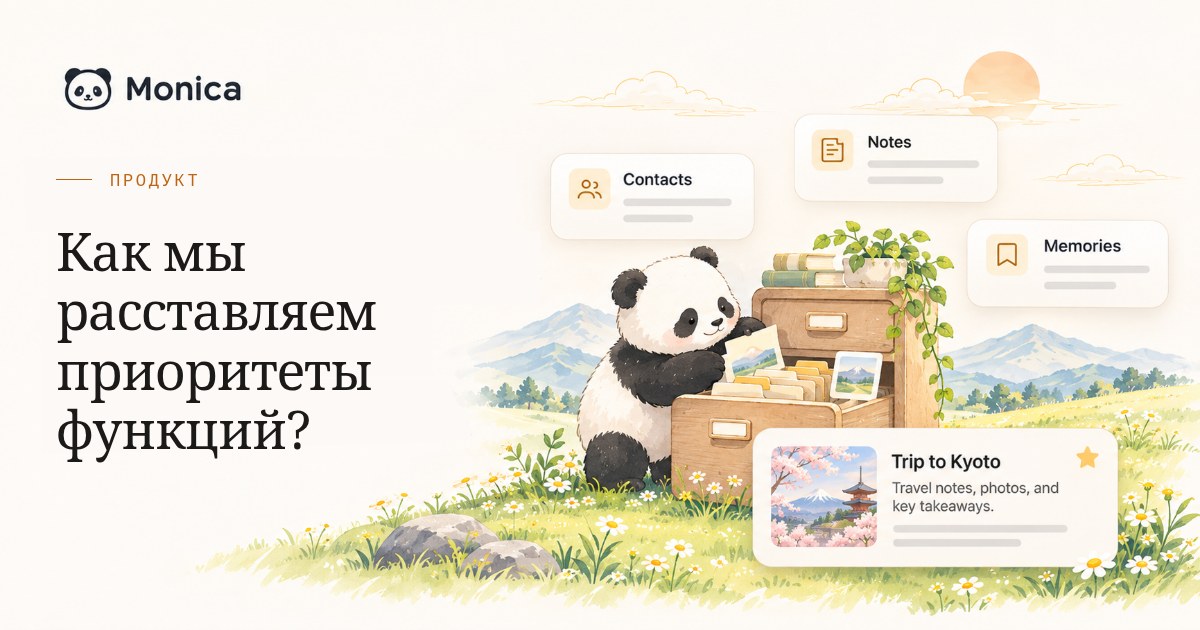 Monica
ПРОДУКТ
Как мы
расставляем
приоритеты
функций?
Contacts
Notes
Memories
Trip to Kyoto
Travel notes, photos, and
key takeaways.